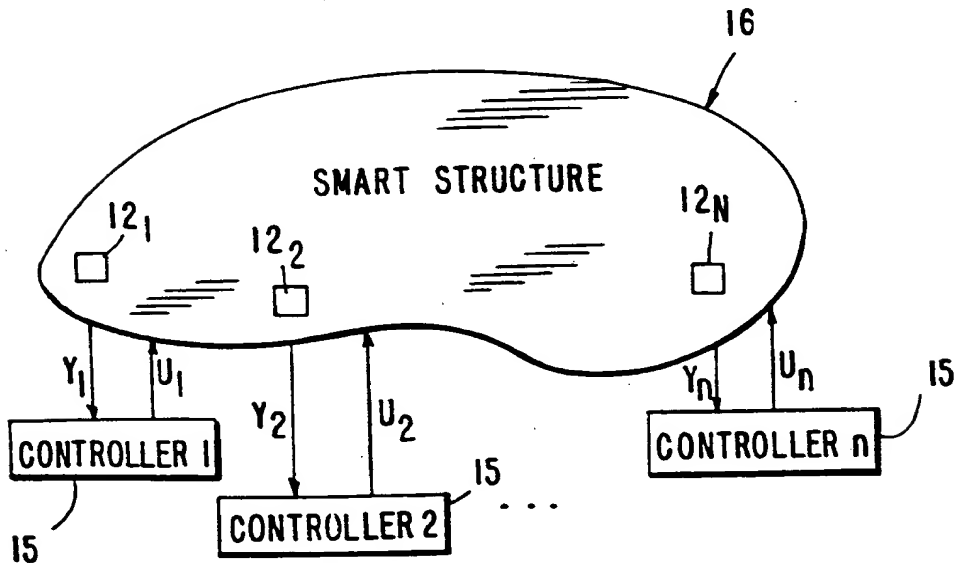 16
SMART STRUCTURE
12₁
12₂
12N
Y₁
U₁
Y₂
U₂
Yn
Un
15
CONTROLLER 1
CONTROLLER n
15
CONTROLLER 2
. . .
15